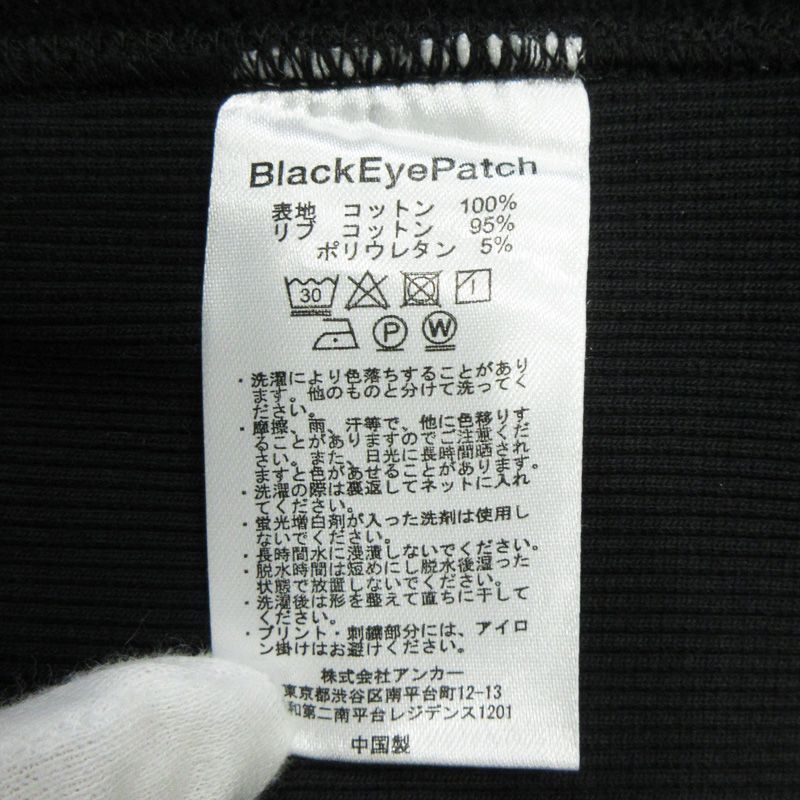 BlackEyePatch
表地 コットン 100%
リブ コットン 95%
ポリウレタン 5%
30
P
W
・洗濯により色落ちすることがあり
ます。他のものと分けて洗ってく
ださい。
・摩擦、雨、汗等で、他に色移りす
ることがありますのでご注意くだ
さい。また、日光に長時間晒され
ますと色があせることがあります。
・洗濯の際は裏返してネットに入れ
てください。
・蛍光増白剤が入った洗剤は使用し
ないでください。
・長時間水に浸漬しないでください。
・脱水時間は短めにし脱水後湿った
状態で放置しないでください。
・洗濯後は形を整えて直ちに干して
ください。
・プリント・刺繍部分には、アイロ
ン掛けはお避けください。
株式会社アンカー
東京都渋谷区南平台町12-13
和第二南平台レジデンス1201
中国製